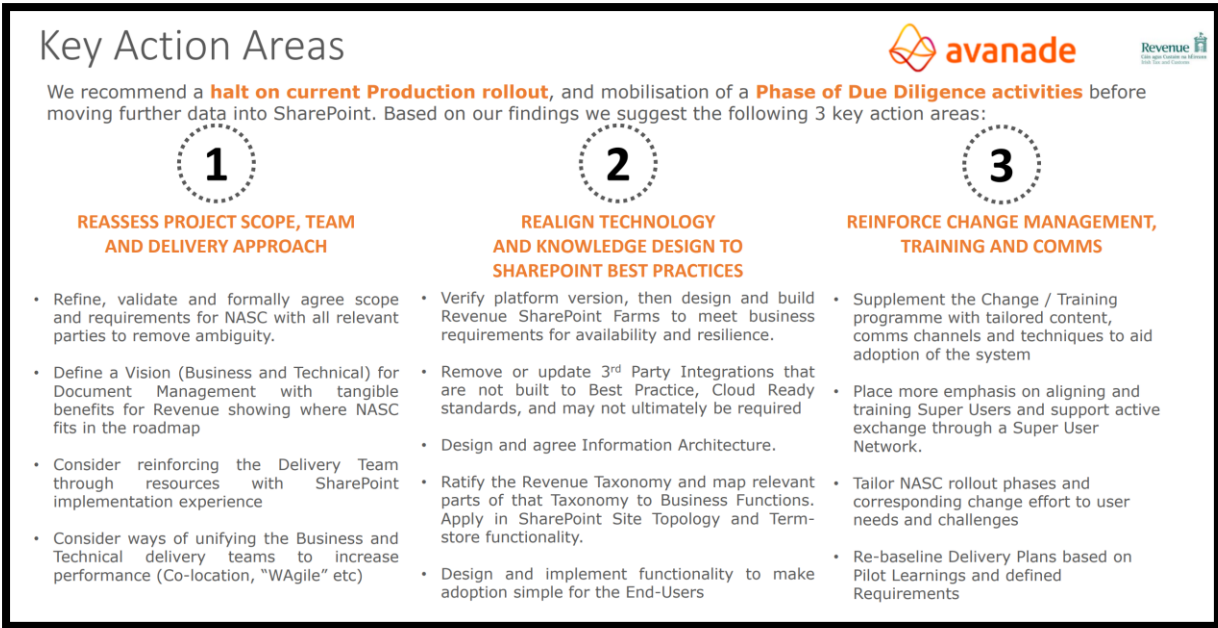 Key Action Areas
avanade
Revenue
Cáin agus Custaim na hÉireann
Irish Tax and Customs
We recommend a halt on current Production rollout, and mobilisation of a Phase of Due Diligence activities before
moving further data into SharePoint. Based on our findings we suggest the following 3 key action areas:
1
REASSESS PROJECT SCOPE, TEAM
AND DELIVERY APPROACH
• Refine, validate and formally agree scope
and requirements for NASC with all relevant
parties to remove ambiguity.
• Define a Vision (Business and Technical) for
Document Management with tangible
benefits for Revenue showing where NASC
fits in the roadmap
• Consider reinforcing the Delivery Team
through resources with SharePoint
implementation experience
• Consider ways of unifying the Business and
Technical delivery teams to increase
performance (Co-location, “WAgile” etc)
2
REALIGN TECHNOLOGY
AND KNOWLEDGE DESIGN TO
SHAREPOINT BEST PRACTICES
• Verify platform version, then design and build
Revenue SharePoint Farms to meet business
requirements for availability and resilience.
• Remove or update 3rd Party Integrations that
are not built to Best Practice, Cloud Ready
standards, and may not ultimately be required
• Design and agree Information Architecture.
• Ratify the Revenue Taxonomy and map relevant
parts of that Taxonomy to Business Functions.
Apply in SharePoint Site Topology and Term-
store functionality.
• Design and implement functionality to make
adoption simple for the End-Users
3
REINFORCE CHANGE MANAGEMENT,
TRAINING AND COMMS
• Supplement the Change / Training
programme with tailored content,
comms channels and techniques to aid
adoption of the system
• Place more emphasis on aligning and
training Super Users and support active
exchange through a Super User
Network.
• Tailor NASC rollout phases and
corresponding change effort to user
needs and challenges
• Re-baseline Delivery Plans based on
Pilot Learnings and defined
Requirements